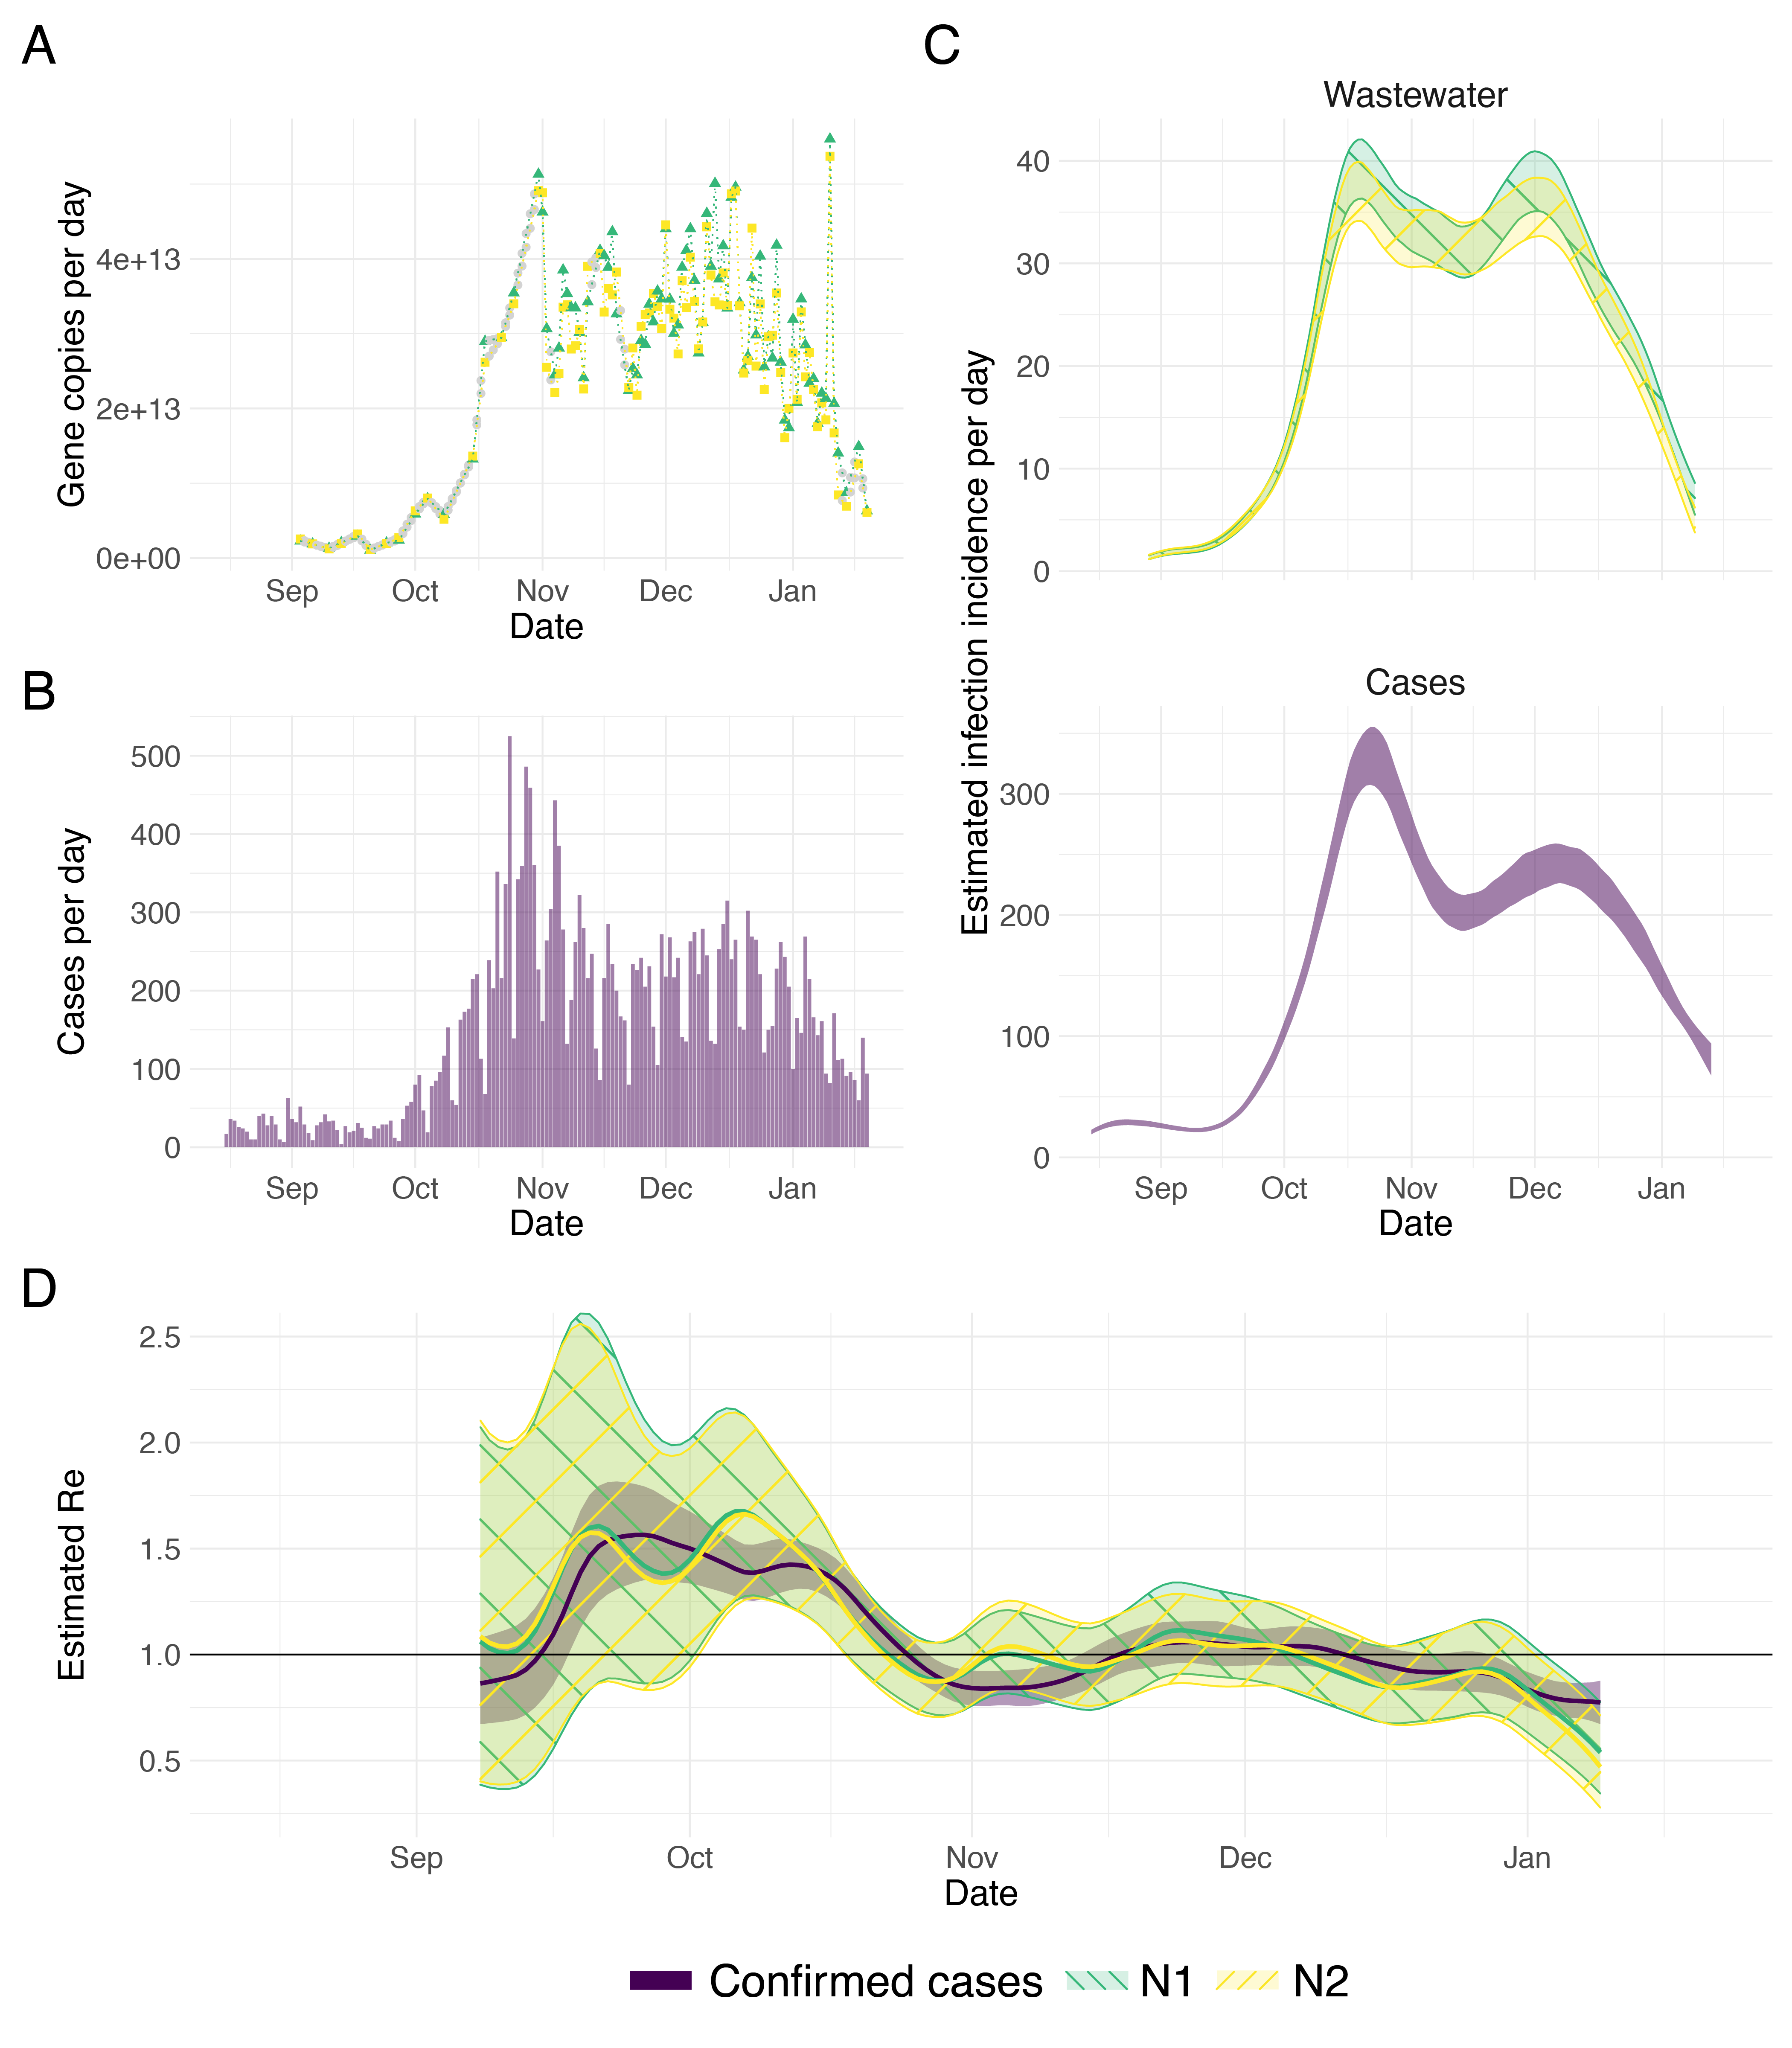 A
Gene copies per day
4e+13
2e+13
0e+00
Sep Oct Nov Dec Jan
Date
B
Cases per day
500
400
300
200
100
0
Sep Oct Nov Dec Jan
Date
C
Estimated infection incidence per day
Wastewater
40
30
20
10
0
Cases
300
200
100
0
Sep Oct Nov Dec Jan
Date
D
Estimated Re
2.5
2.0
1.5
1.0
0.5
Sep Oct Nov Dec Jan
Date
Confirmed cases N1 N2